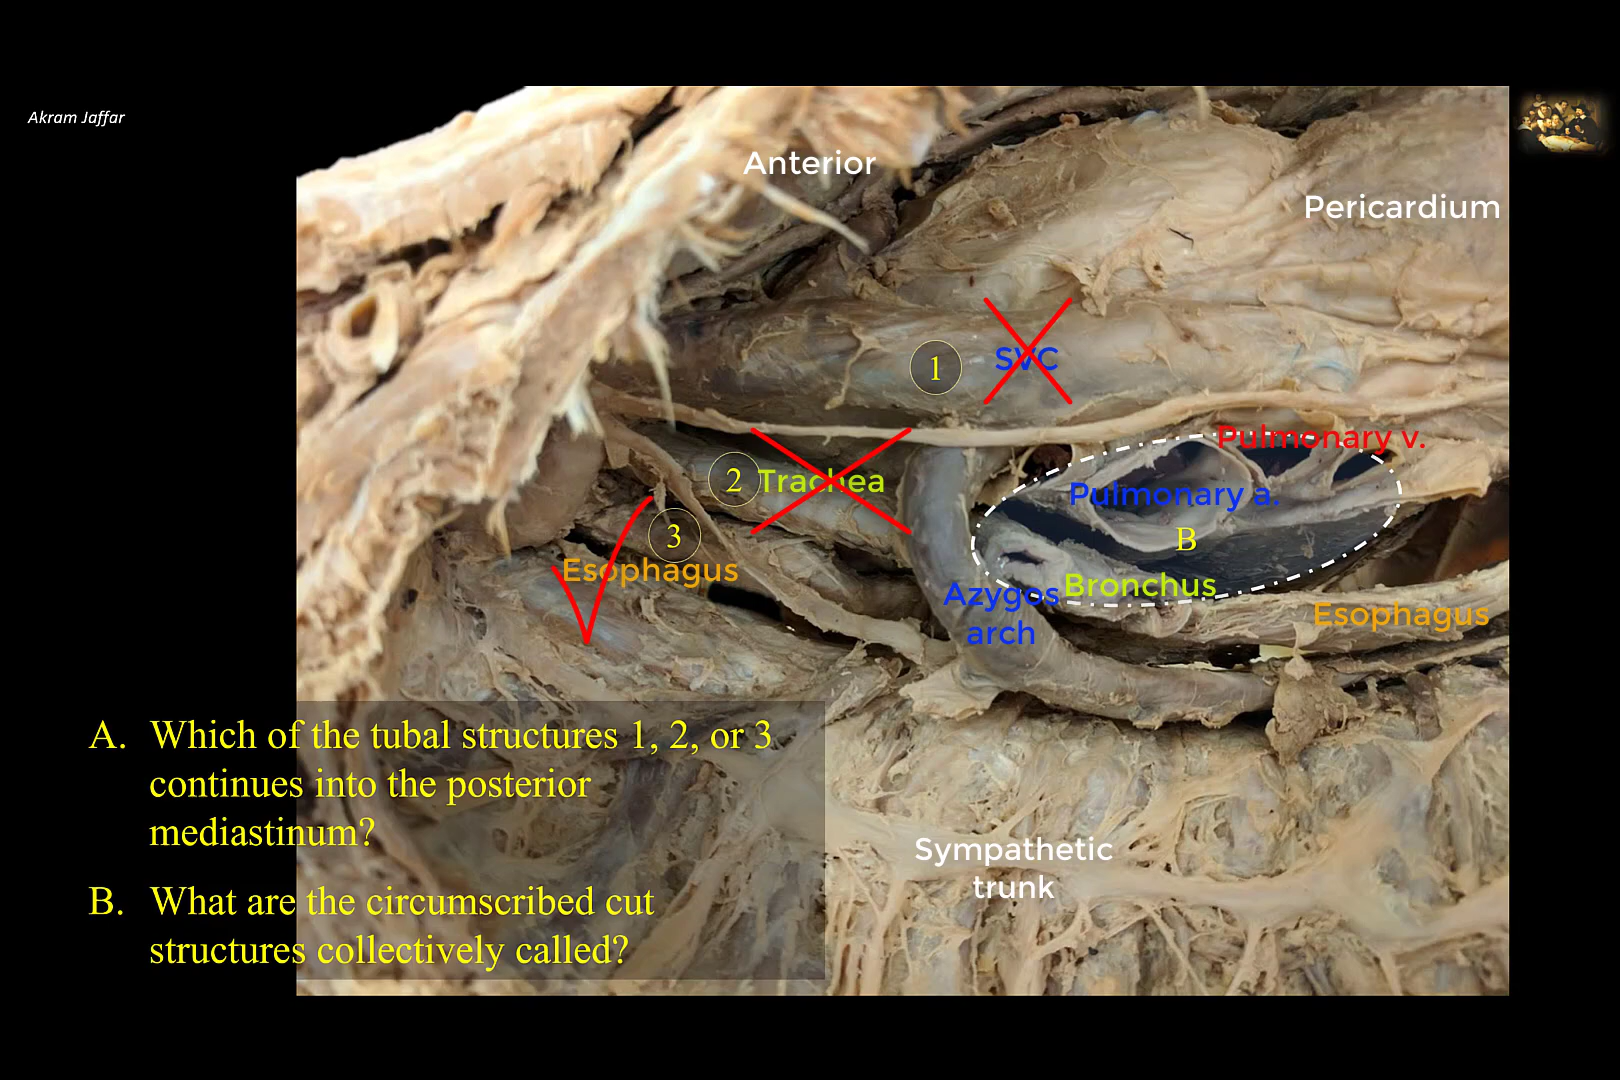 Akram Jaffar
Anterior
Pericardium
1
SVC
Pulmonary v.
2
Trachea
Pulmonary a.
3
B
Esophagus
Bronchus
Azygos
arch
Esophagus
A. Which of the tubal structures 1, 2, or 3
continues into the posterior
mediastinum?
Sympathetic
trunk
B. What are the circumscribed cut
structures collectively called?